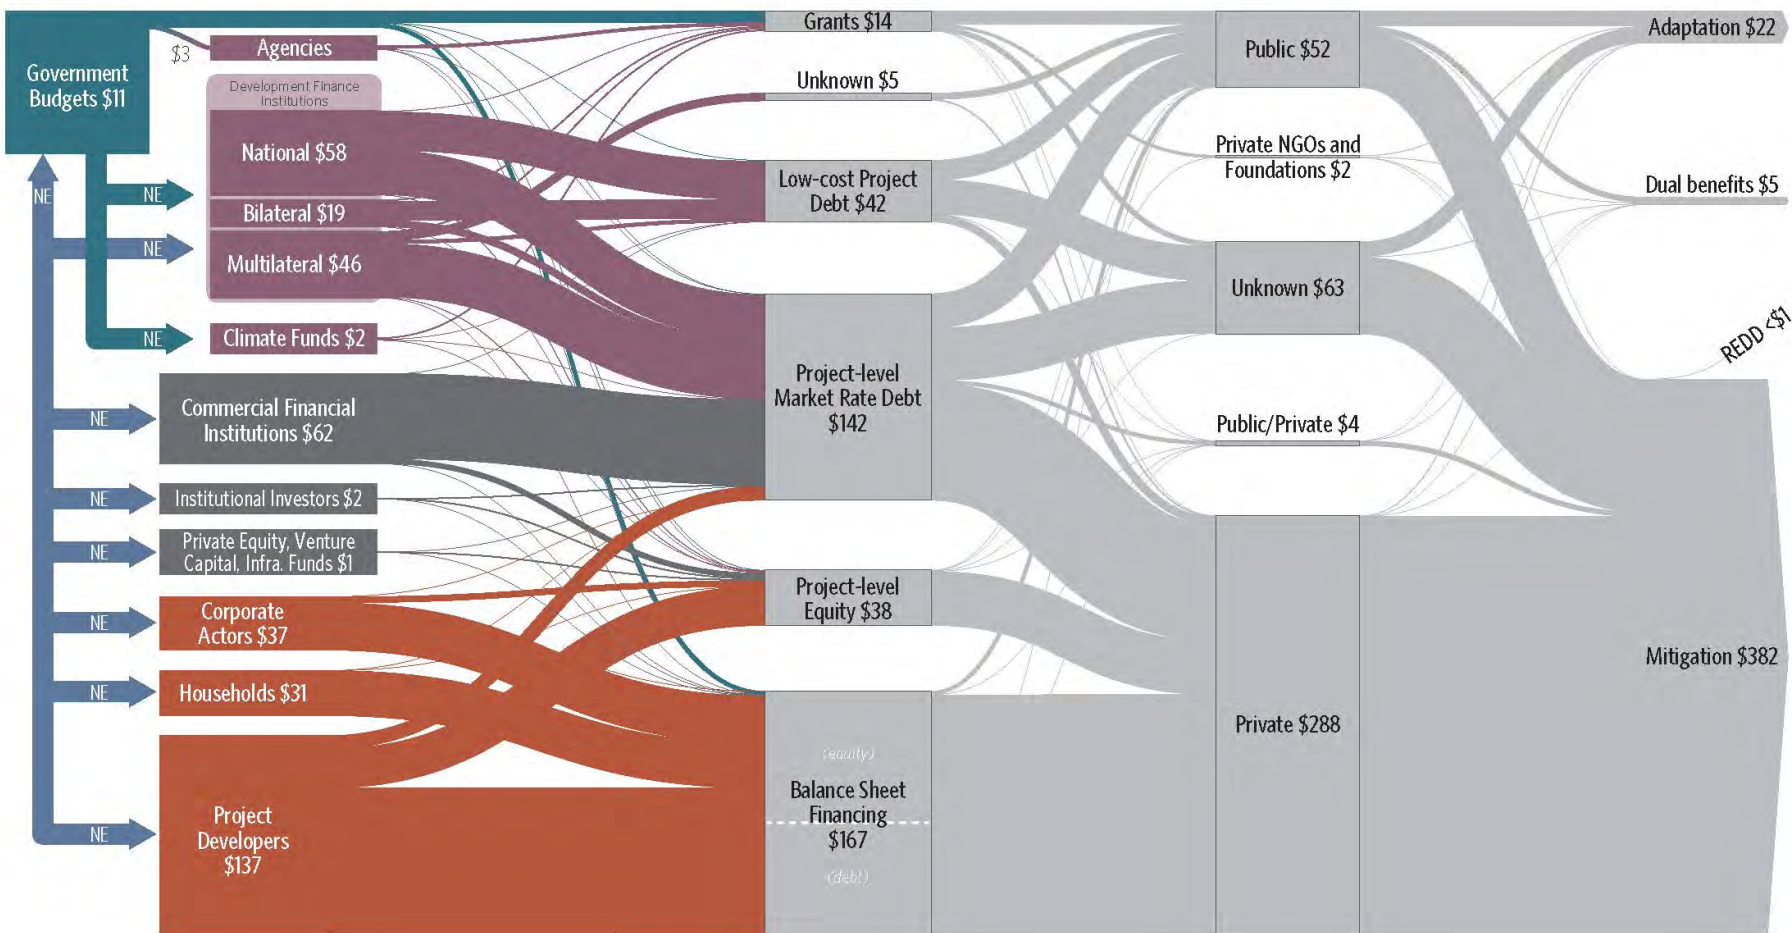 Government
Budgets $11
$3
Agencies
Development Finance
Institutions
National $58
Bilateral $19
Multilateral $46
Climate Funds $2
Commercial Financial
Institutions $62
Institutional Investors $2
Private Equity, Venture
Capital, Infra. Funds $1
Corporate
Actors $37
Households $31
Project
Developers
$137
NE
NE
NE
NE
NE
NE
NE
NE
NE
NE
Grants $14
Unknown $5
Low-cost Project
Debt $42
Project-level
Market Rate Debt
$142
Project-level
Equity $38
(equity)
Balance Sheet
Financing
$167
(debt)
Public $52
Private NGOs and
Foundations $2
Unknown $63
Public/Private $4
Private $288
Adaptation $22
Dual benefits $5
REDD <$1
Mitigation $382